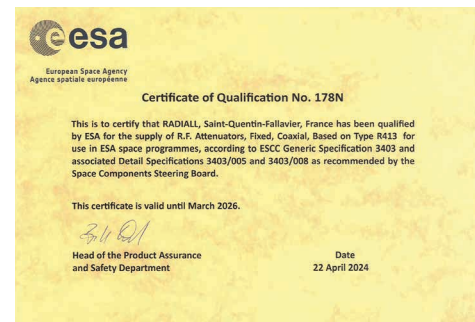 esa
European Space Agency
Agence spatiale européenne
Certificate of Qualification No. 178N
This is to certify that RADIALL, Saint-Quentin-Fallavier, France has been qualified
by ESA for the supply of R.F. Attenuators, Fixed, Coaxial, Based on Type R413 for
use in ESA space programmes, according to ESCC Generic Specification 3403 and
associated Detail Specifications 3403/005 and 3403/008 as recommended by the
Space Components Steering Board.
This certificate is valid until March 2026.
Head of the Product Assurance
and Safety Department
Date
22 April 2024